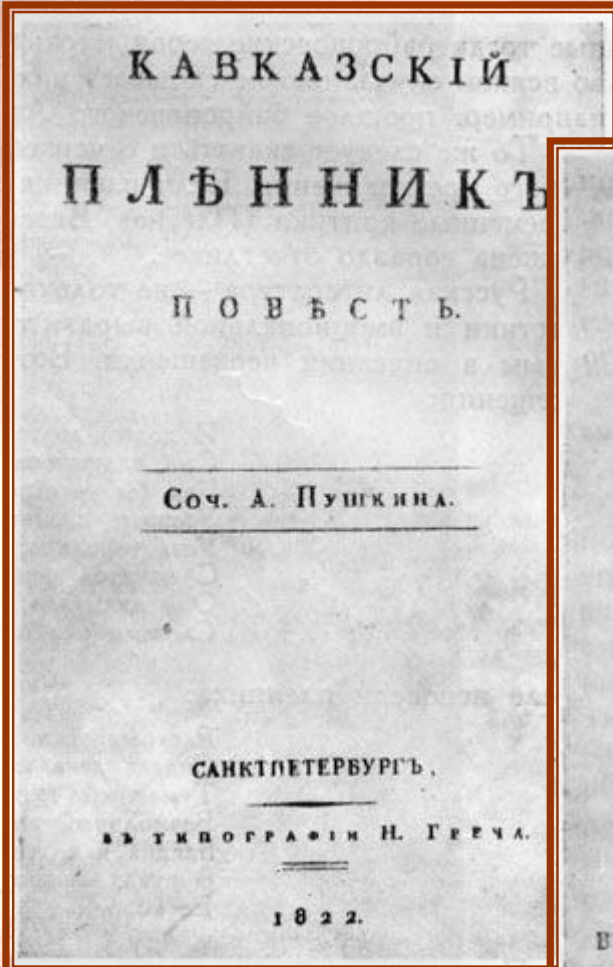 КАВКАЗСКІЙ
ПЛѢННИКЪ
ПОВѢСТЬ.
Соч. А. Пушкина.
САНКТПЕТЕРБУРГЪ,
въ типографіи Н. Греча.
1822.